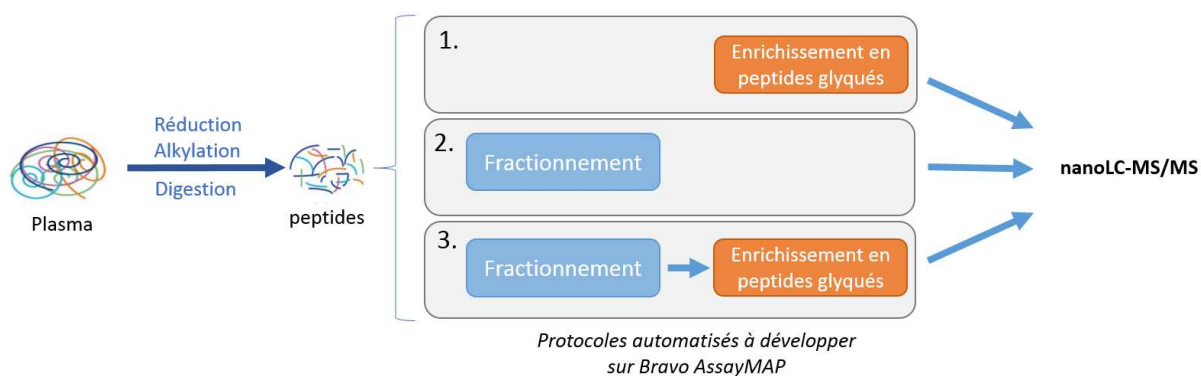 Plasma
Réduction
Alkylation
Digestion
peptides
1.
Enrichissement en
peptides glyqués
2.
Fractionnement
3.
Fractionnement
Enrichissement en
peptides glyqués
Protocoles automatisés à développer
sur Bravo AssayMAP
nanoLC-MS/MS